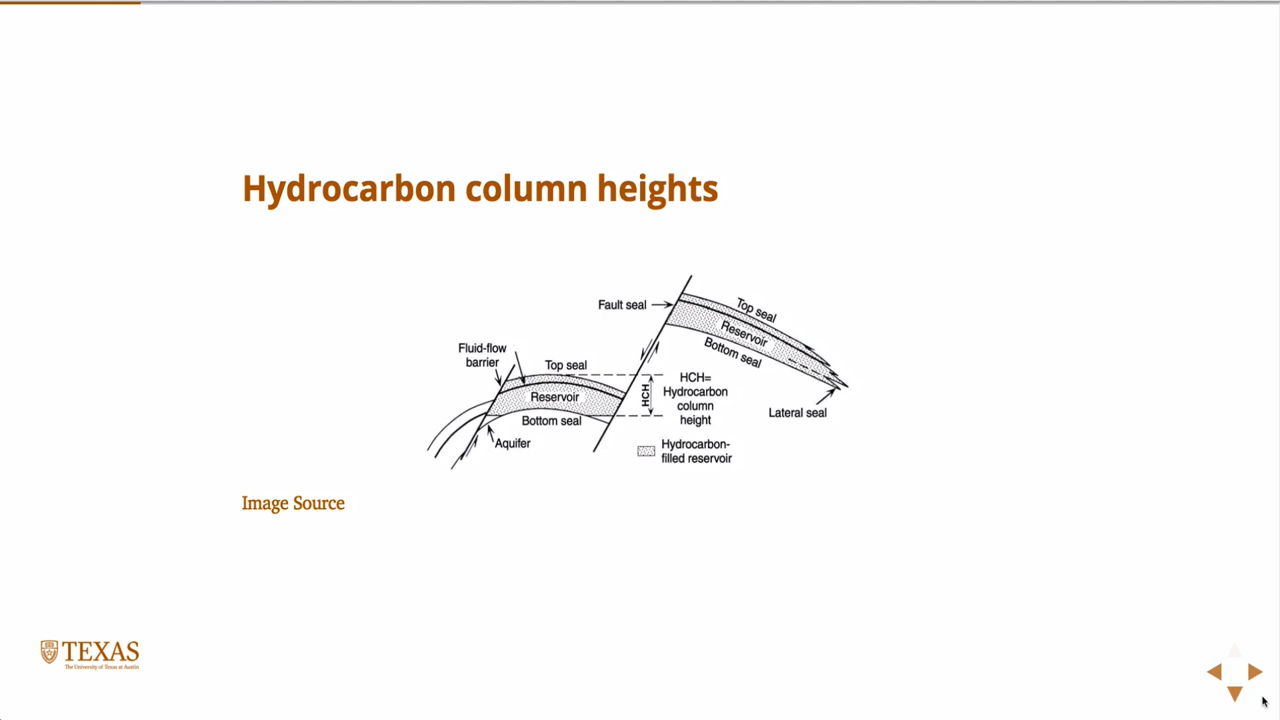 Hydrocarbon column heights
Fault seal
Top seal
Reservoir
Bottom seal
Lateral seal
Fluid-flow
barrier
Top seal
Reservoir
Bottom seal
Aquifer
HCH
HCH=
Hydrocarbon
column
height
Hydrocarbon-
filled reservoir
Image Source
TEXAS
The University of Texas at Austin